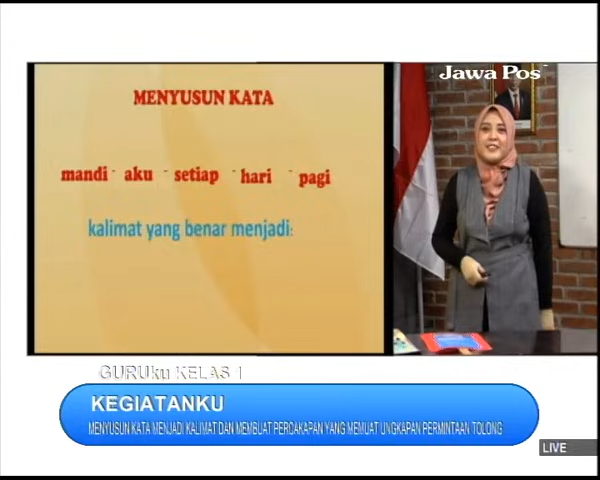 Jawa Pos
MENYUSUN KATA
mandi - aku - setiap - hari - pagi
kalimat yang benar menjadi:
GURUku KELAS 1
KEGIATANKU
MENYUSUN KATA MENJADI KALIMAT DAN MEMBUAT PERCAKAPAN YANG MEMUAT UNGKAPAN PERMINTAAN TOLONG
LIVE